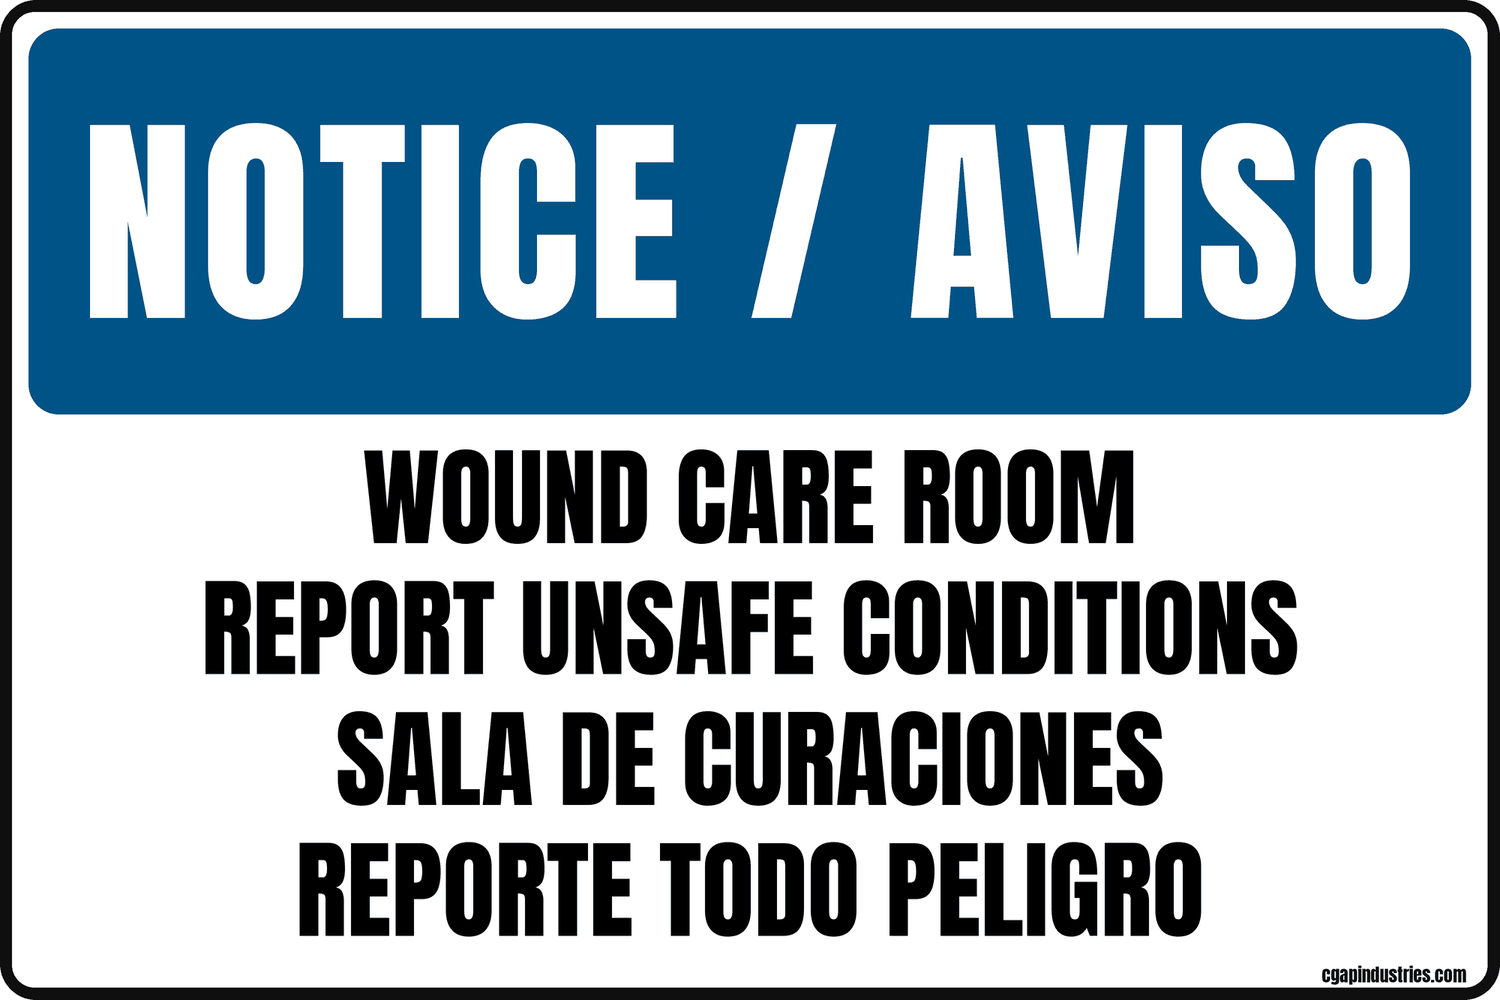 NOTICE / AVISO
WOUND CARE ROOM
REPORT UNSAFE CONDITIONS
SALA DE CURACIONES
REPORTE TODO PELIGRO
cgapindustries.com